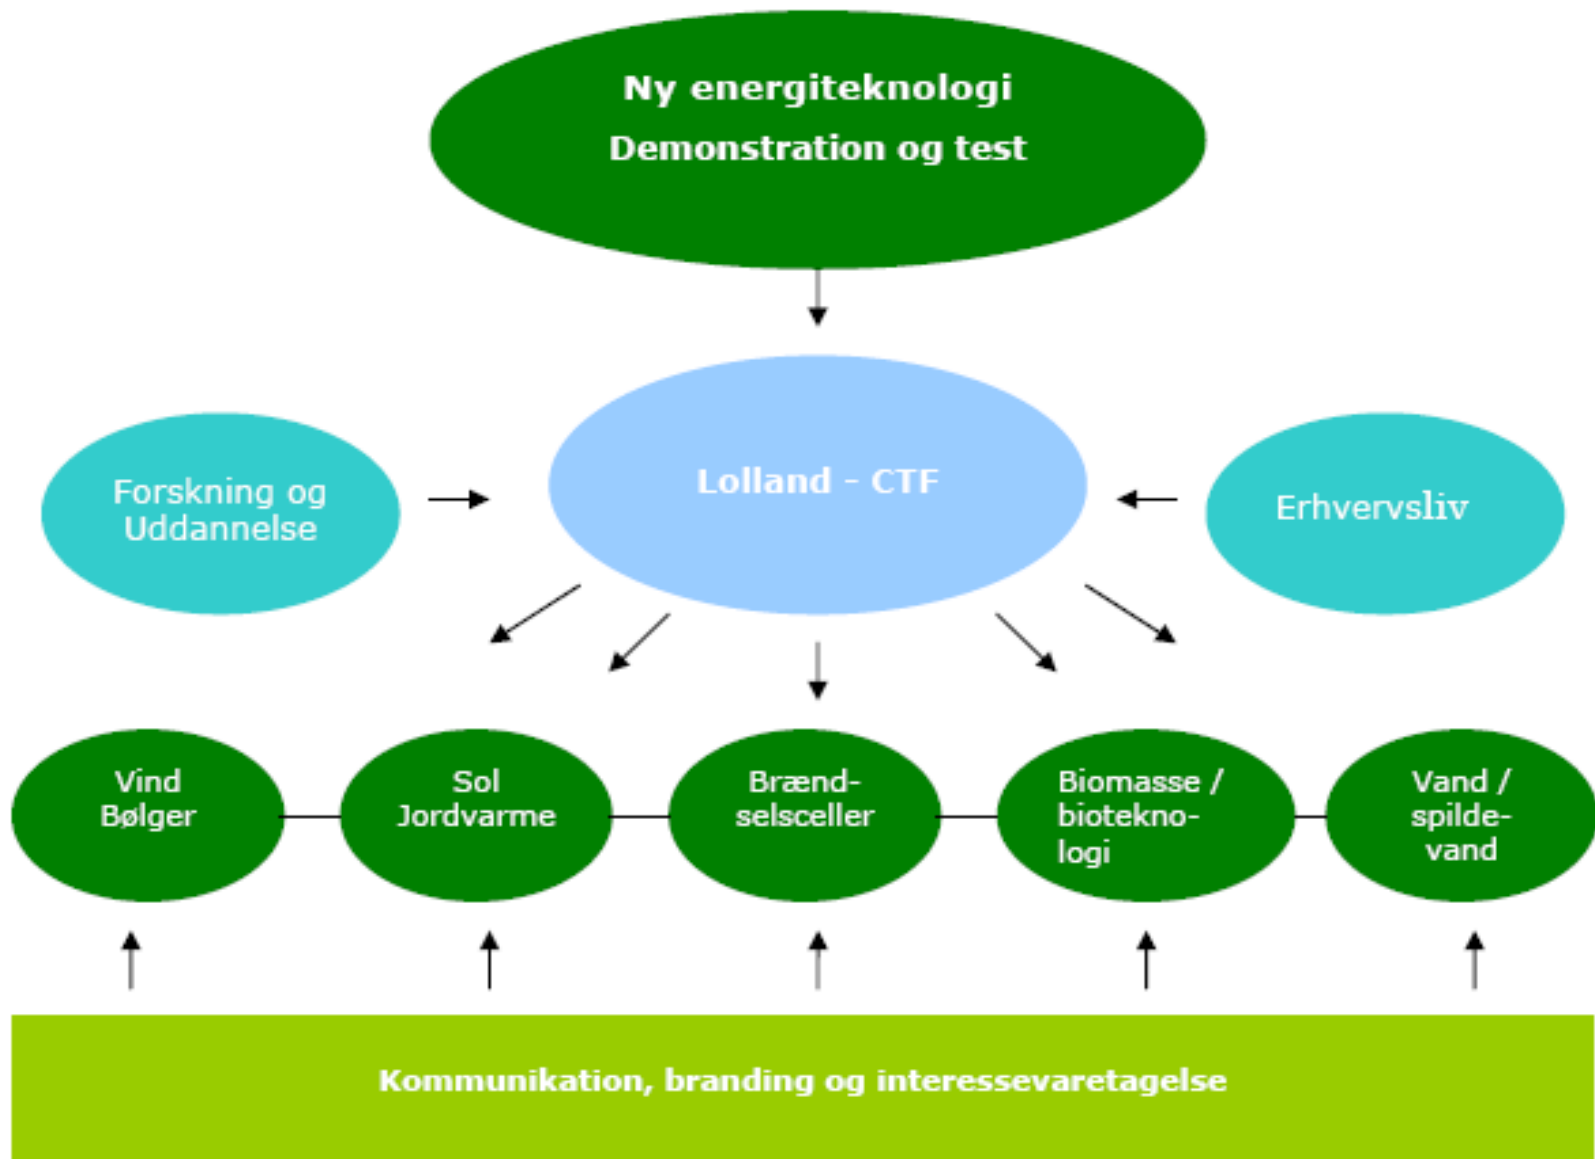 Ny energiteknologi
Demonstration og test
Forskning og
Uddannelse
Lolland - CTF
Erhvervsliv
Vind
Bølger
Sol
Jordvarme
Brænd-
selsceller
Biomasse /
biotekno-
logi
Vand /
spilde-
vand
Kommunikation, branding og interessevaretagelse